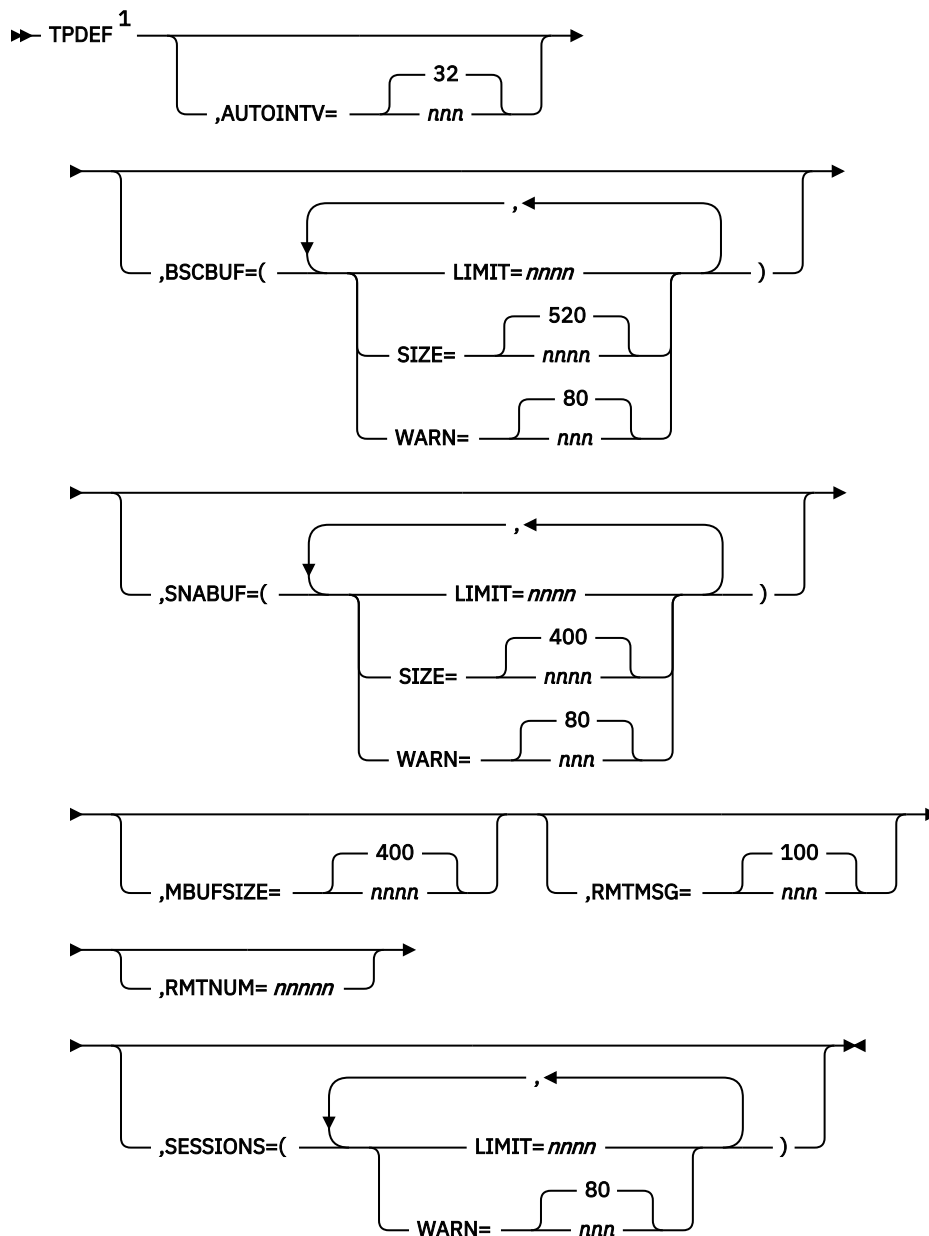 TPDEF 1
32
,AUTOINTV= nnn
,
,BSCBUF=( LIMIT= nnnn )
520
SIZE= nnnn
80
WARN= nnn
,
,SNABUF=( LIMIT= nnnn )
400
SIZE= nnnn
80
WARN= nnn
400 100
,MBUFSIZE= nnnn ,RMTMSG= nnn
,RMTNUM= nnnnn
,
,SESSIONS=( LIMIT= nnnn )
80
WARN= nnn